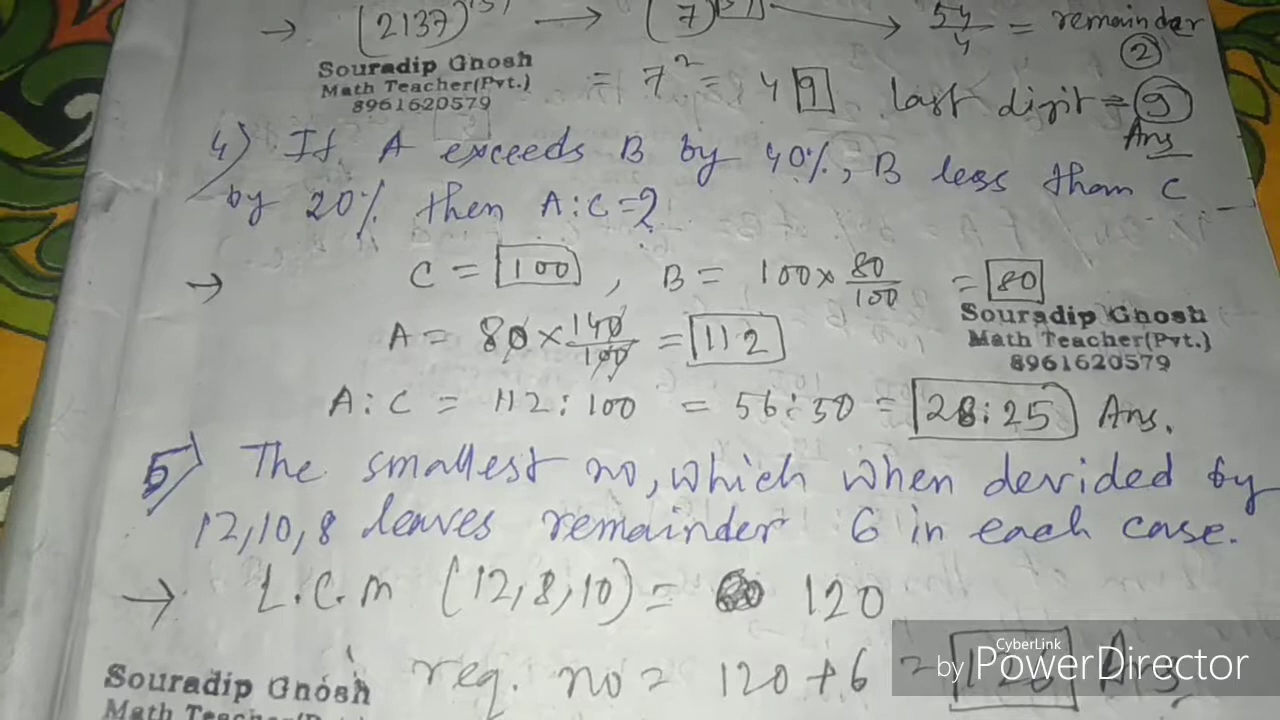 → (2137) → (7) → 54/4 = remainder
②
Souradip Ghosh
Math Teacher(Pvt.)
8961620579
= 7² = 49 last digit = 9
Ans
4) If A exceeds B by 40%, B less than C
by 20% then A:C=?
→ C = 100, B = 100 × 80/100 = 80
Souradip Ghosh
Math Teacher(Pvt.)
8961620579
A = 80 × 140/100 = 112
A:C = 112:100 = 56:50 = 28:25 Ans.
5) The smallest no, which when devided by
12,10,8 leaves remainder 6 in each case.
→ L.C.M (12,8,10) = 120
req. no = 120+6 = 126 Ans
CyberLink
by PowerDirector
Souradip Ghosh
Math